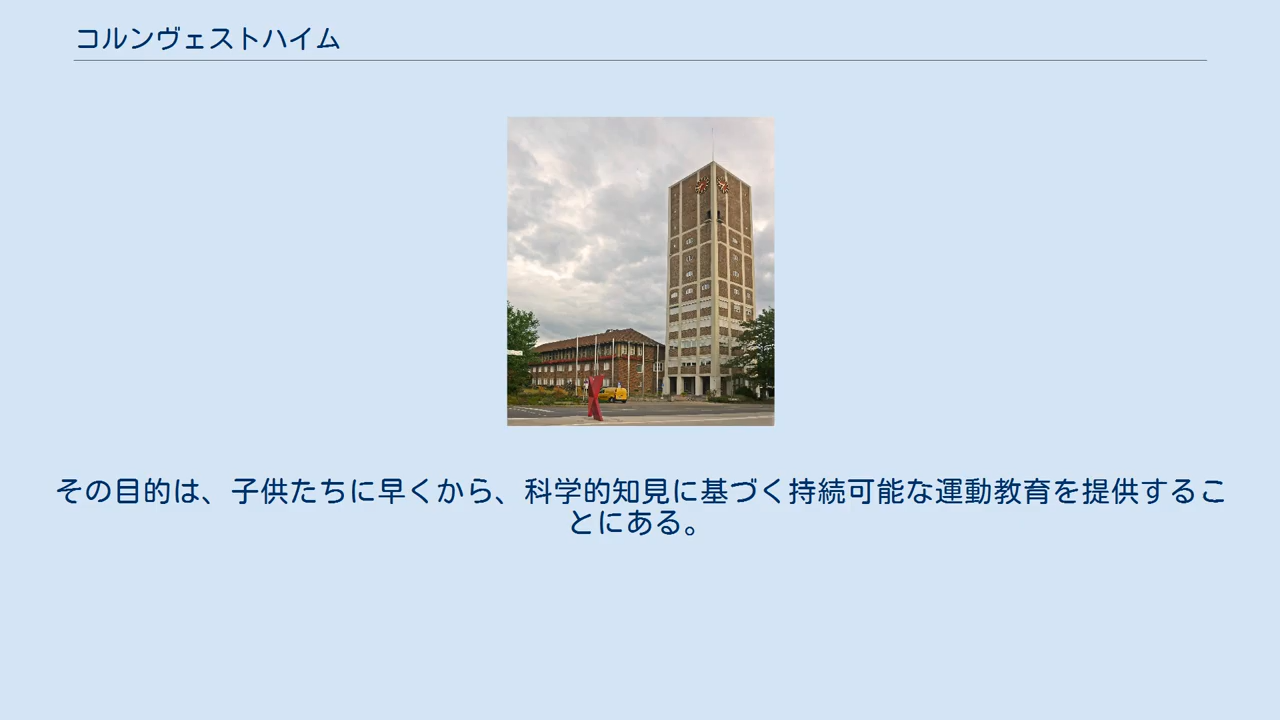 コルンヴェストハイム
その目的は、子供たちに早くから、科学的知見に基づく持続可能な運動教育を提供するこ
とにある。